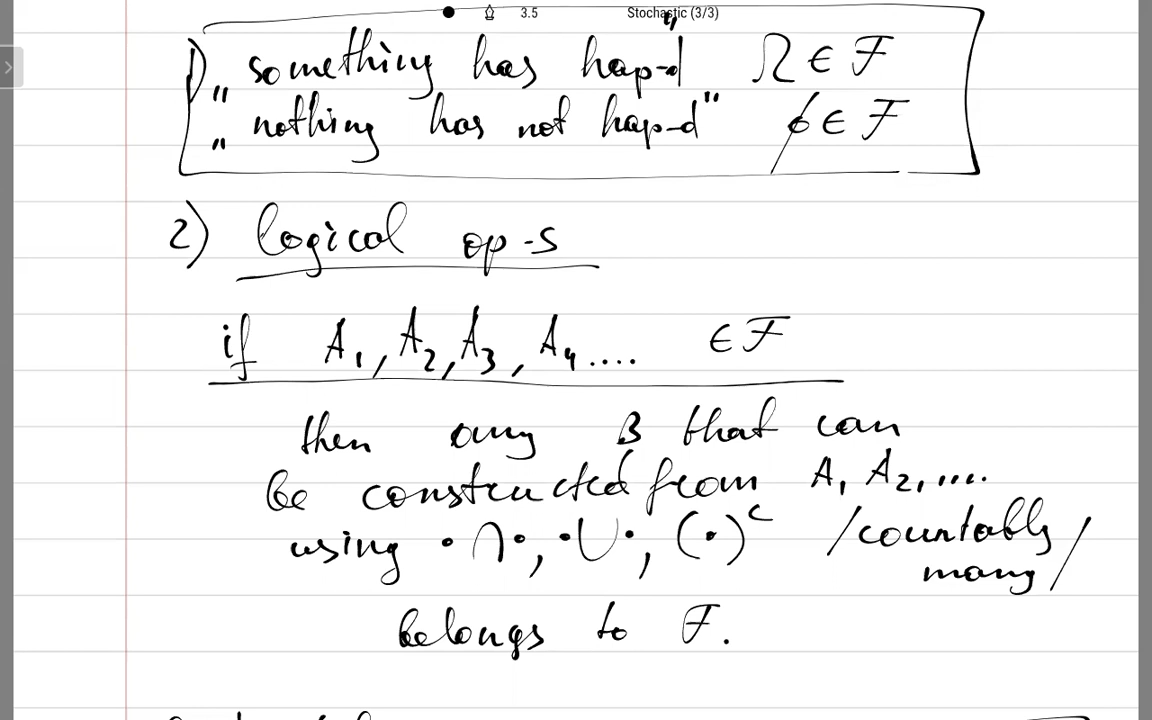 3.5 Stochastic (3/3)
1) „something has hap-d" Ω ∈ F
„nothing has not hap-d" ∅ ∈ F
2) logical op-s
if A₁, A₂, A₃, A₄.... ∈ F
then any B that can
be constructed from A₁ A₂, ....
using ·∩·, ·∪·, (·)ᶜ /countably
many/
belongs to F.